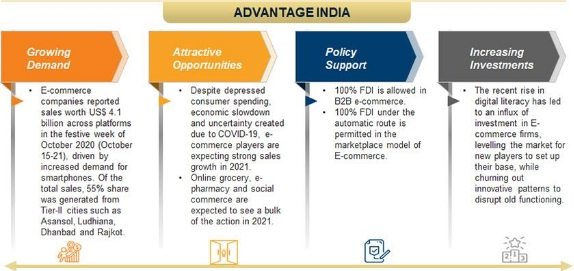 ADVANTAGE INDIA
Growing
Demand
• E-commerce
companies reported
sales worth US$ 4.1
billion across platforms
in the festive week of
October 2020 (October
15-21), driven by
increased demand for
smartphones. Of the
total sales, 55% share
was generated from
Tier-II cities such as
Asansol, Ludhiana,
Dhanbad and Rajkot.
Attractive
Opportunities
• Despite depressed
consumer spending,
economic slowdown
and uncertainty created
due to COVID-19, e-
commerce players are
expecting strong sales
growth in 2021.
• Online grocery, e-
pharmacy and social
commerce are
expected to see a bulk
of the action in 2021.
Policy
Support
• 100% FDI is allowed in
B2B e-commerce.
• 100% FDI under the
automatic route is
permitted in the
marketplace model of
E-commerce.
Increasing
Investments
• The recent rise in
digital literacy has led
to an influx of
investment in E-
commerce firms,
levelling the market for
new players to set up
their base, while
churning out
innovative patterns to
disrupt old functioning.
2 1 3